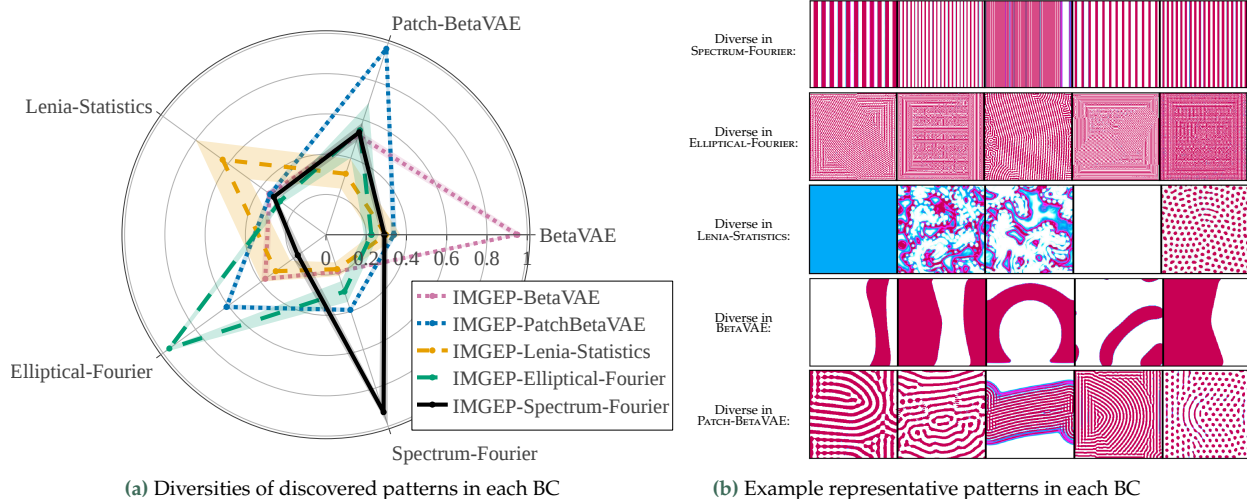 Patch-BetaVAE
Lenia-Statistics
BetaVAE
0 0.2 0.4 0.6 0.8 1
IMGEP-BetaVAE
IMGEP-PatchBetaVAE
IMGEP-Lenia-Statistics
IMGEP-Elliptical-Fourier
IMGEP-Spectrum-Fourier
Elliptical-Fourier
Spectrum-Fourier
(a) Diversities of discovered patterns in each BC
Diverse in
Spectrum-Fourier:
Diverse in
Elliptical-Fourier:
Diverse in
Lenia-Statistics:
Diverse in
BetaVAE:
Diverse in
Patch-BetaVAE:
(b) Example representative patterns in each BC